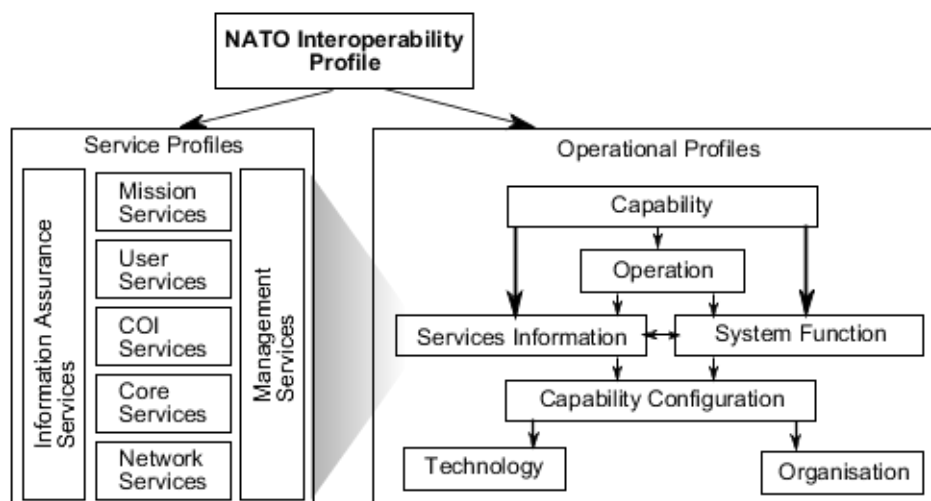 NATO Interoperability
Profile
Service Profiles
Information Assurance
Services
Mission
Services
User
Services
COI
Services
Core
Services
Network
Services
Management
Services
Operational Profiles
Capability
Operation
Services Information
System Function
Capability Configuration
Technology
Organisation